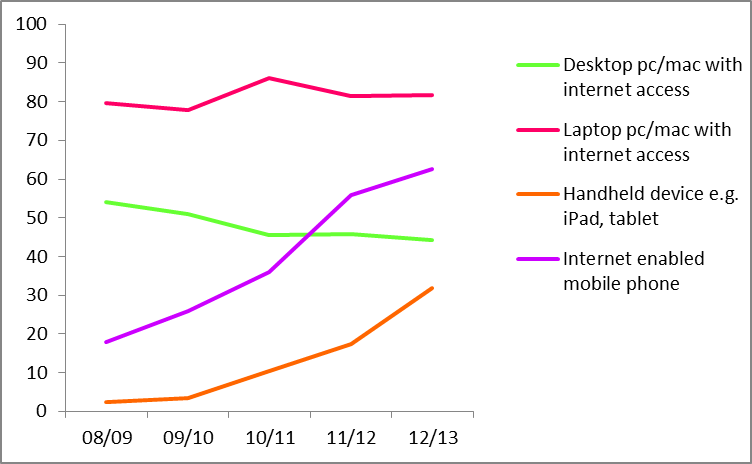 100
90
80
70
60
50
40
30
20
10
0
08/09 09/10 10/11 11/12 12/13
Desktop pc/mac with
internet access
Laptop pc/mac with
internet access
Handheld device e.g.
iPad, tablet
Internet enabled
mobile phone